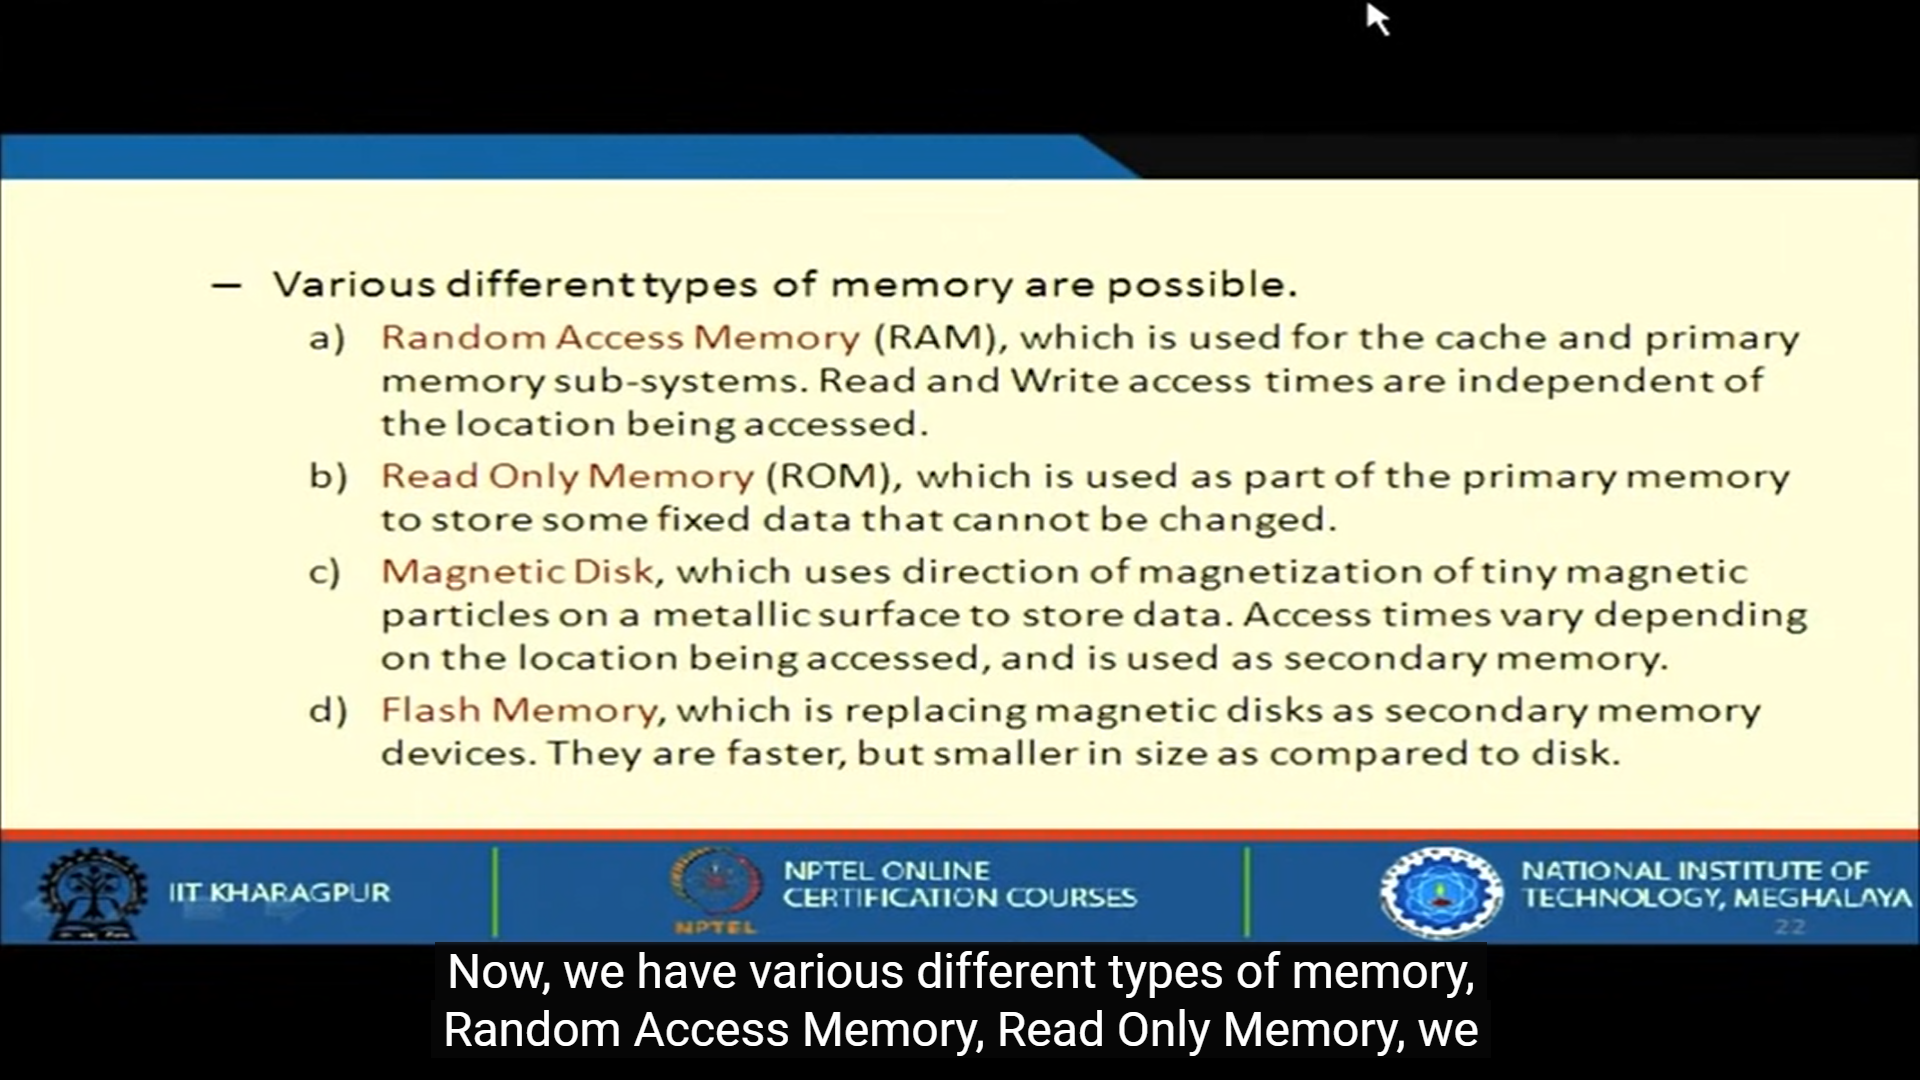 – Various different types of memory are possible.
a) Random Access Memory (RAM), which is used for the cache and primary
memory sub-systems. Read and Write access times are independent of
the location being accessed.
b) Read Only Memory (ROM), which is used as part of the primary memory
to store some fixed data that cannot be changed.
c) Magnetic Disk, which uses direction of magnetization of tiny magnetic
particles on a metallic surface to store data. Access times vary depending
on the location being accessed, and is used as secondary memory.
d) Flash Memory, which is replacing magnetic disks as secondary memory
devices. They are faster, but smaller in size as compared to disk.
IIT KHARAGPUR
NPTEL
NPTEL ONLINE
CERTIFICATION COURSES
NATIONAL INSTITUTE OF
TECHNOLOGY, MEGHALAYA
22
Now, we have various different types of memory,
Random Access Memory, Read Only Memory, we